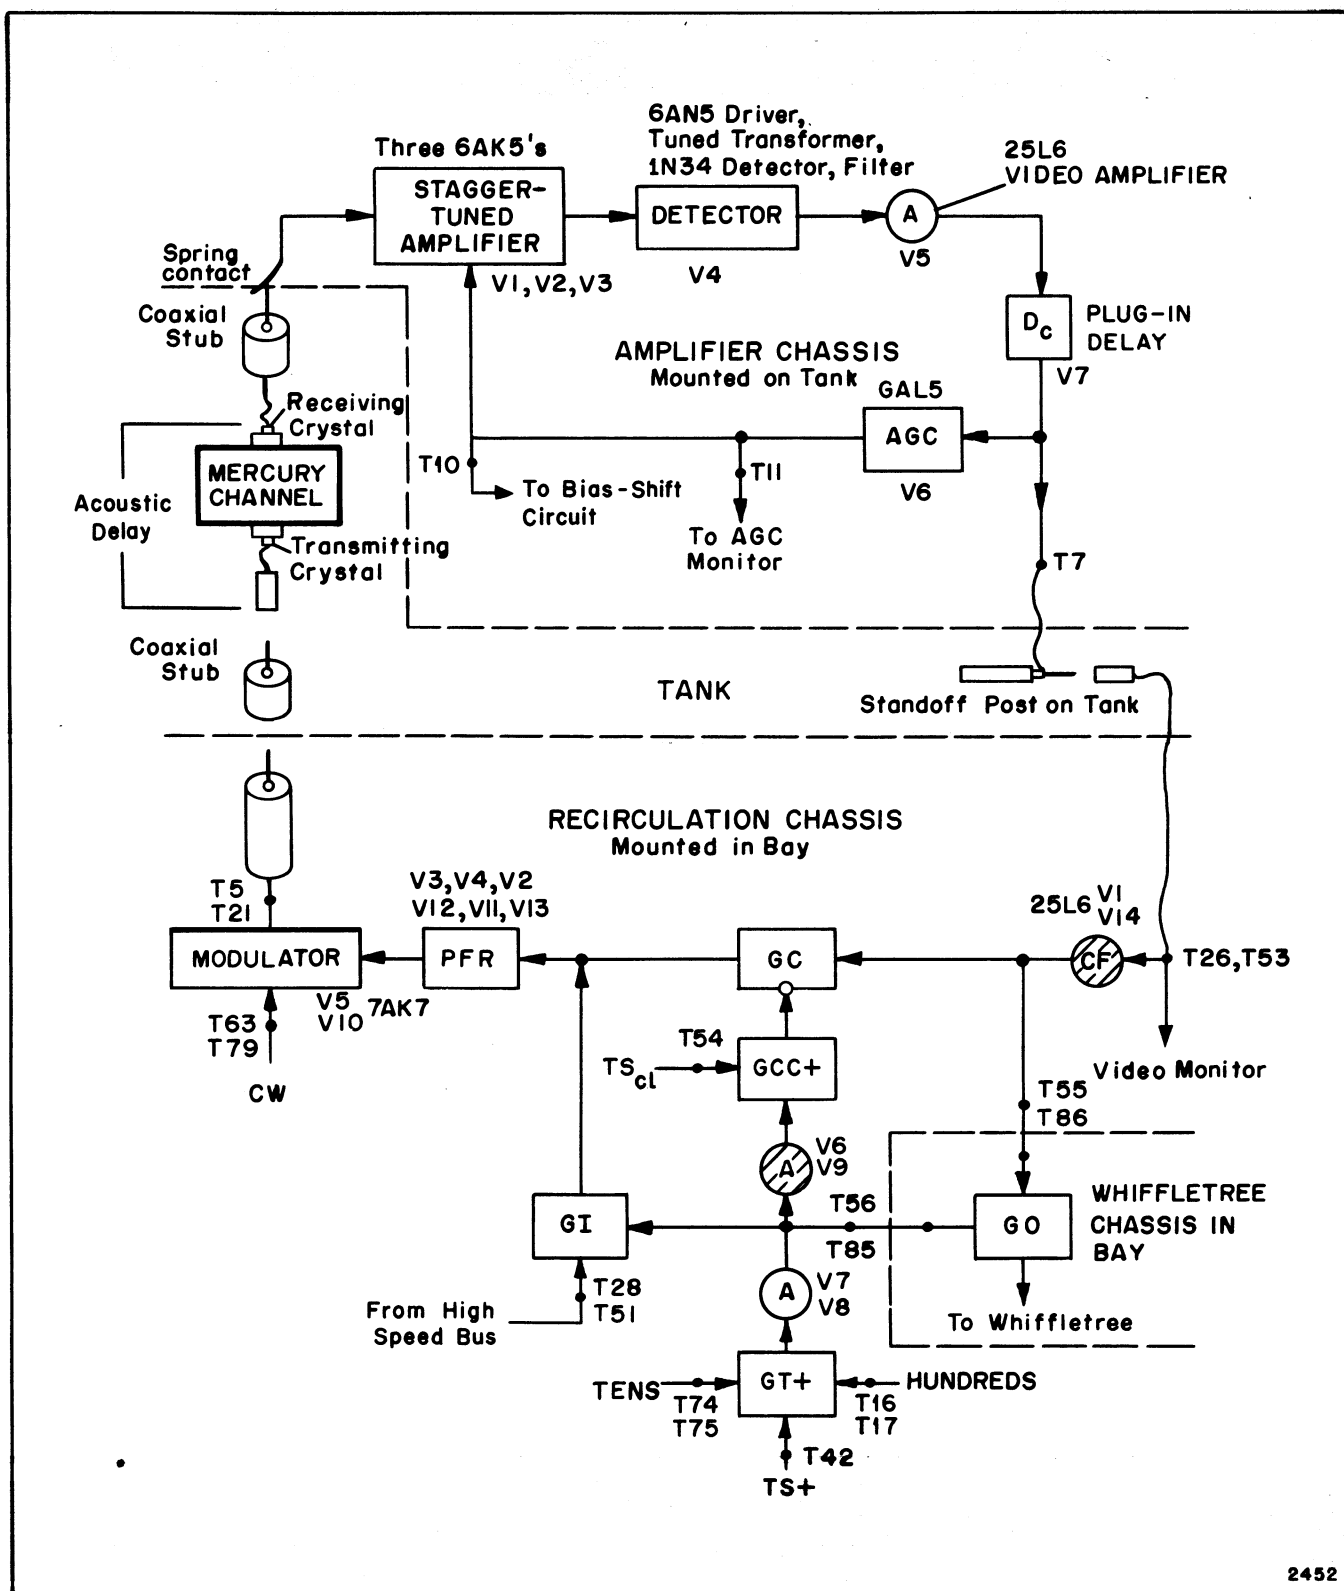 6AN5 Driver,
Tuned Transformer,
1N34 Detector, Filter
Three 6AK5's
25L6
VIDEO AMPLIFIER
STAGGER-
TUNED
AMPLIFIER
DETECTOR
A
V1, V2, V3
V4
V5
Spring
contact
Coaxial
Stub
DC
PLUG-IN
DELAY
V7
AMPLIFIER CHASSIS
Mounted on Tank
GAL5
AGC
V6
Receiving
Crystal
MERCURY
CHANNEL
Acoustic
Delay
Transmitting
Crystal
T10
To Bias-Shift
Circuit
T11
To AGC
Monitor
T7
Coaxial
Stub
TANK
Standoff Post on Tank
RECIRCULATION CHASSIS
Mounted in Bay
T5
T21
V3, V4, V2
V12, V11, V13
25L6
V1
V14
MODULATOR
PFR
GC
CF
T26, T53
V5
V10
7AK7
T63
T79
CW
T54
TScl
GCC+
Video Monitor
T55
T86
A
V6
V9
WHIFFLETREE
CHASSIS IN
BAY
GI
T56
T85
GO
T28
T51
From High
Speed Bus
A
V7
V8
To Whiffletree
TENS
T74
T75
GT+
HUNDREDS
T16
T17
T42
TS+
2452